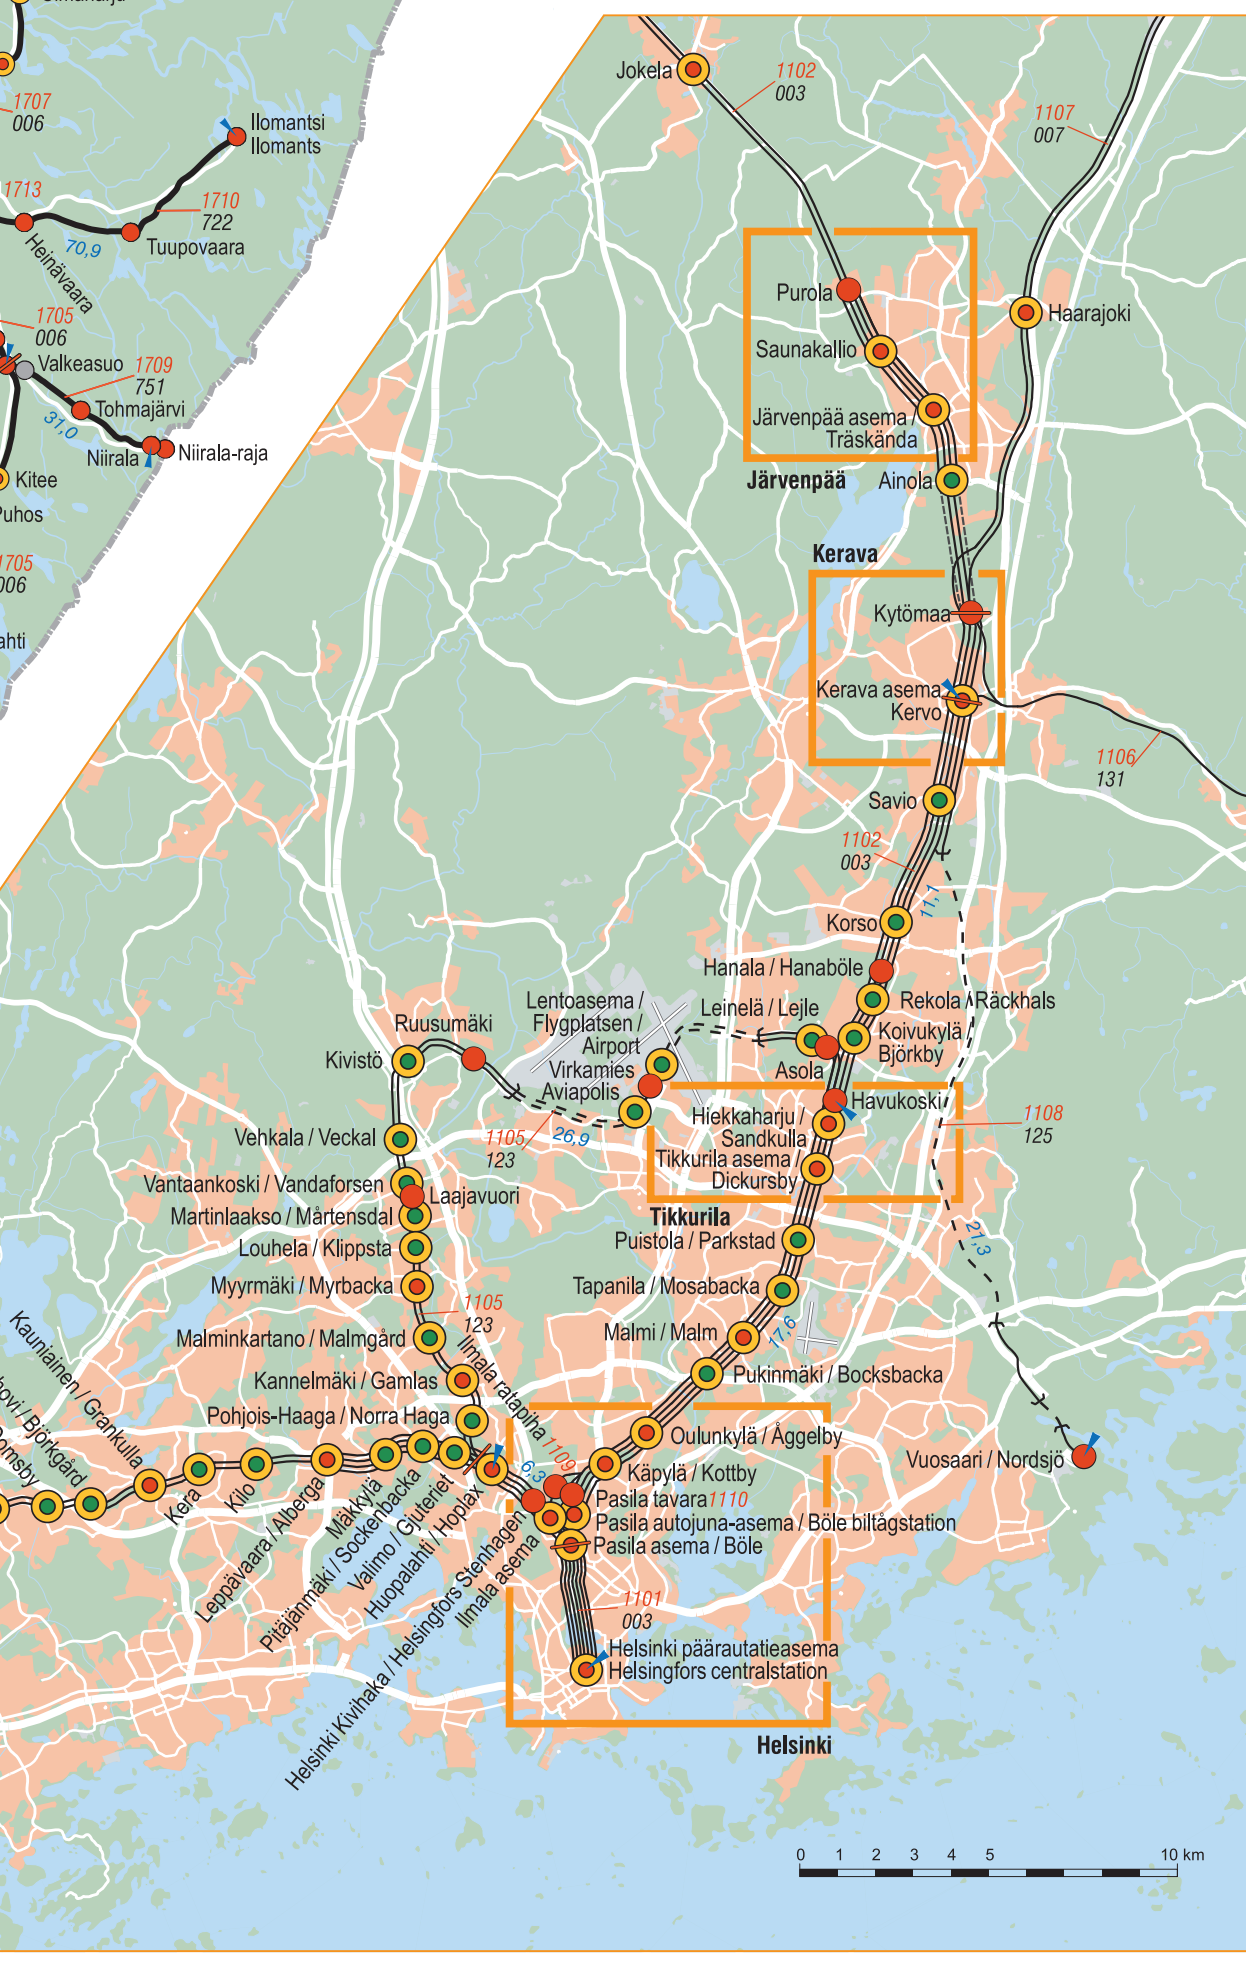 1707
006
Ilomantsi
Ilomants
1713
1710
722
70,9
Tuupovaara
Heinävaara
1705
006
Valkeasuo
1709
751
Tohmajärvi
31,0
Niirala
Niirala-raja
Kitee
Puhos
1705
006
Jokela
1102
003
1107
007
Purola
Haarajoki
Saunakallio
Järvenpää asema /
Träskända
Järvenpää
Ainola
Kerava
Kytömaa
Kerava asema
Kervo
1106
131
Savio
1102
003
11,1
Korso
Hanala / Hanaböle
Lentoasema /
Flygplatsen /
Airport
Leinelä / Lejle
Rekola / Räckhals
Ruusumäki
Koivukylä /
Björkby
Kivistö
Virkamies
Aviapolis
Asola
Havukoski
Hiekkaharju /
Sandkulla
1108
125
Vehkala / Veckal
1105
123
26,9
Tikkurila asema /
Dickursby
Vantaankoski / Vandaforsen
Laajavuori
Martinlaakso / Mårtensdal
Tikkurila
Puistola / Parkstad
21,3
Louhela / Klippsta
Myyrmäki / Myrbacka
Tapanila / Mosabacka
1105
123
Malminkartano / Malmgård
Malmi / Malm
17,6
Kannelmäki / Gamlas
Pukinmäki / Bocksbacka
Pohjois-Haaga / Norra Haga
Ilmala ratapiha
1109
Oulunkylä / Åggelby
Kauniainen / Grankulla
Vuosaari / Nordsjö
6,3
Käpylä / Kottby
Pasila tavara 1110
Pasila autojuna-asema / Böle biltågstation
Pasila asema / Böle
Kera
Kilo
Leppävaara / Alberga
Mäkkylä
Pitäjänmäki / Sockenbacka
Valimo / Gjuteriet
Huopalahti / Hoplax
Helsinki Kivihaka / Helsingfors Stenhagen
Ilmala asema
1101
003
Helsinki päärautatieasema
Helsingfors centralstation
Helsinki
0 1 2 3 4 5 10 km